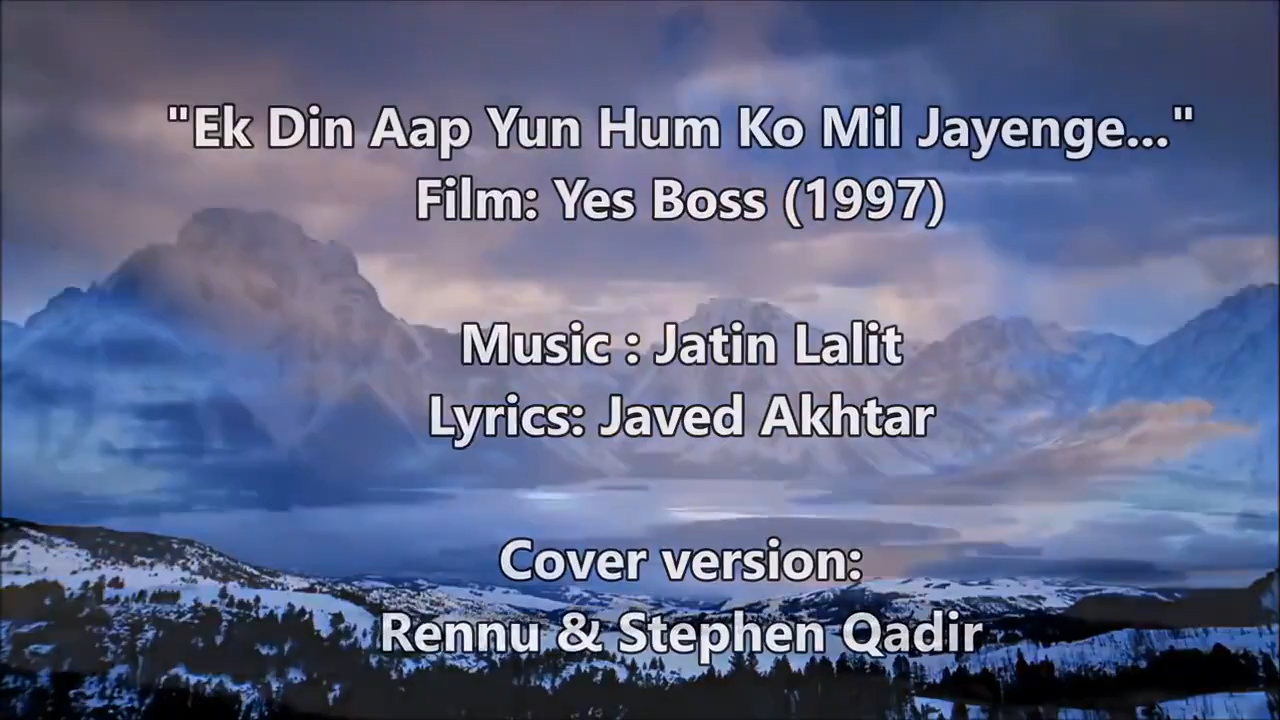 "Ek Din Aap Yun Hum Ko Mil Jayenge..."
Film: Yes Boss (1997)
Music : Jatin Lalit
Lyrics: Javed Akhtar
Cover version:
Rennu & Stephen Qadir